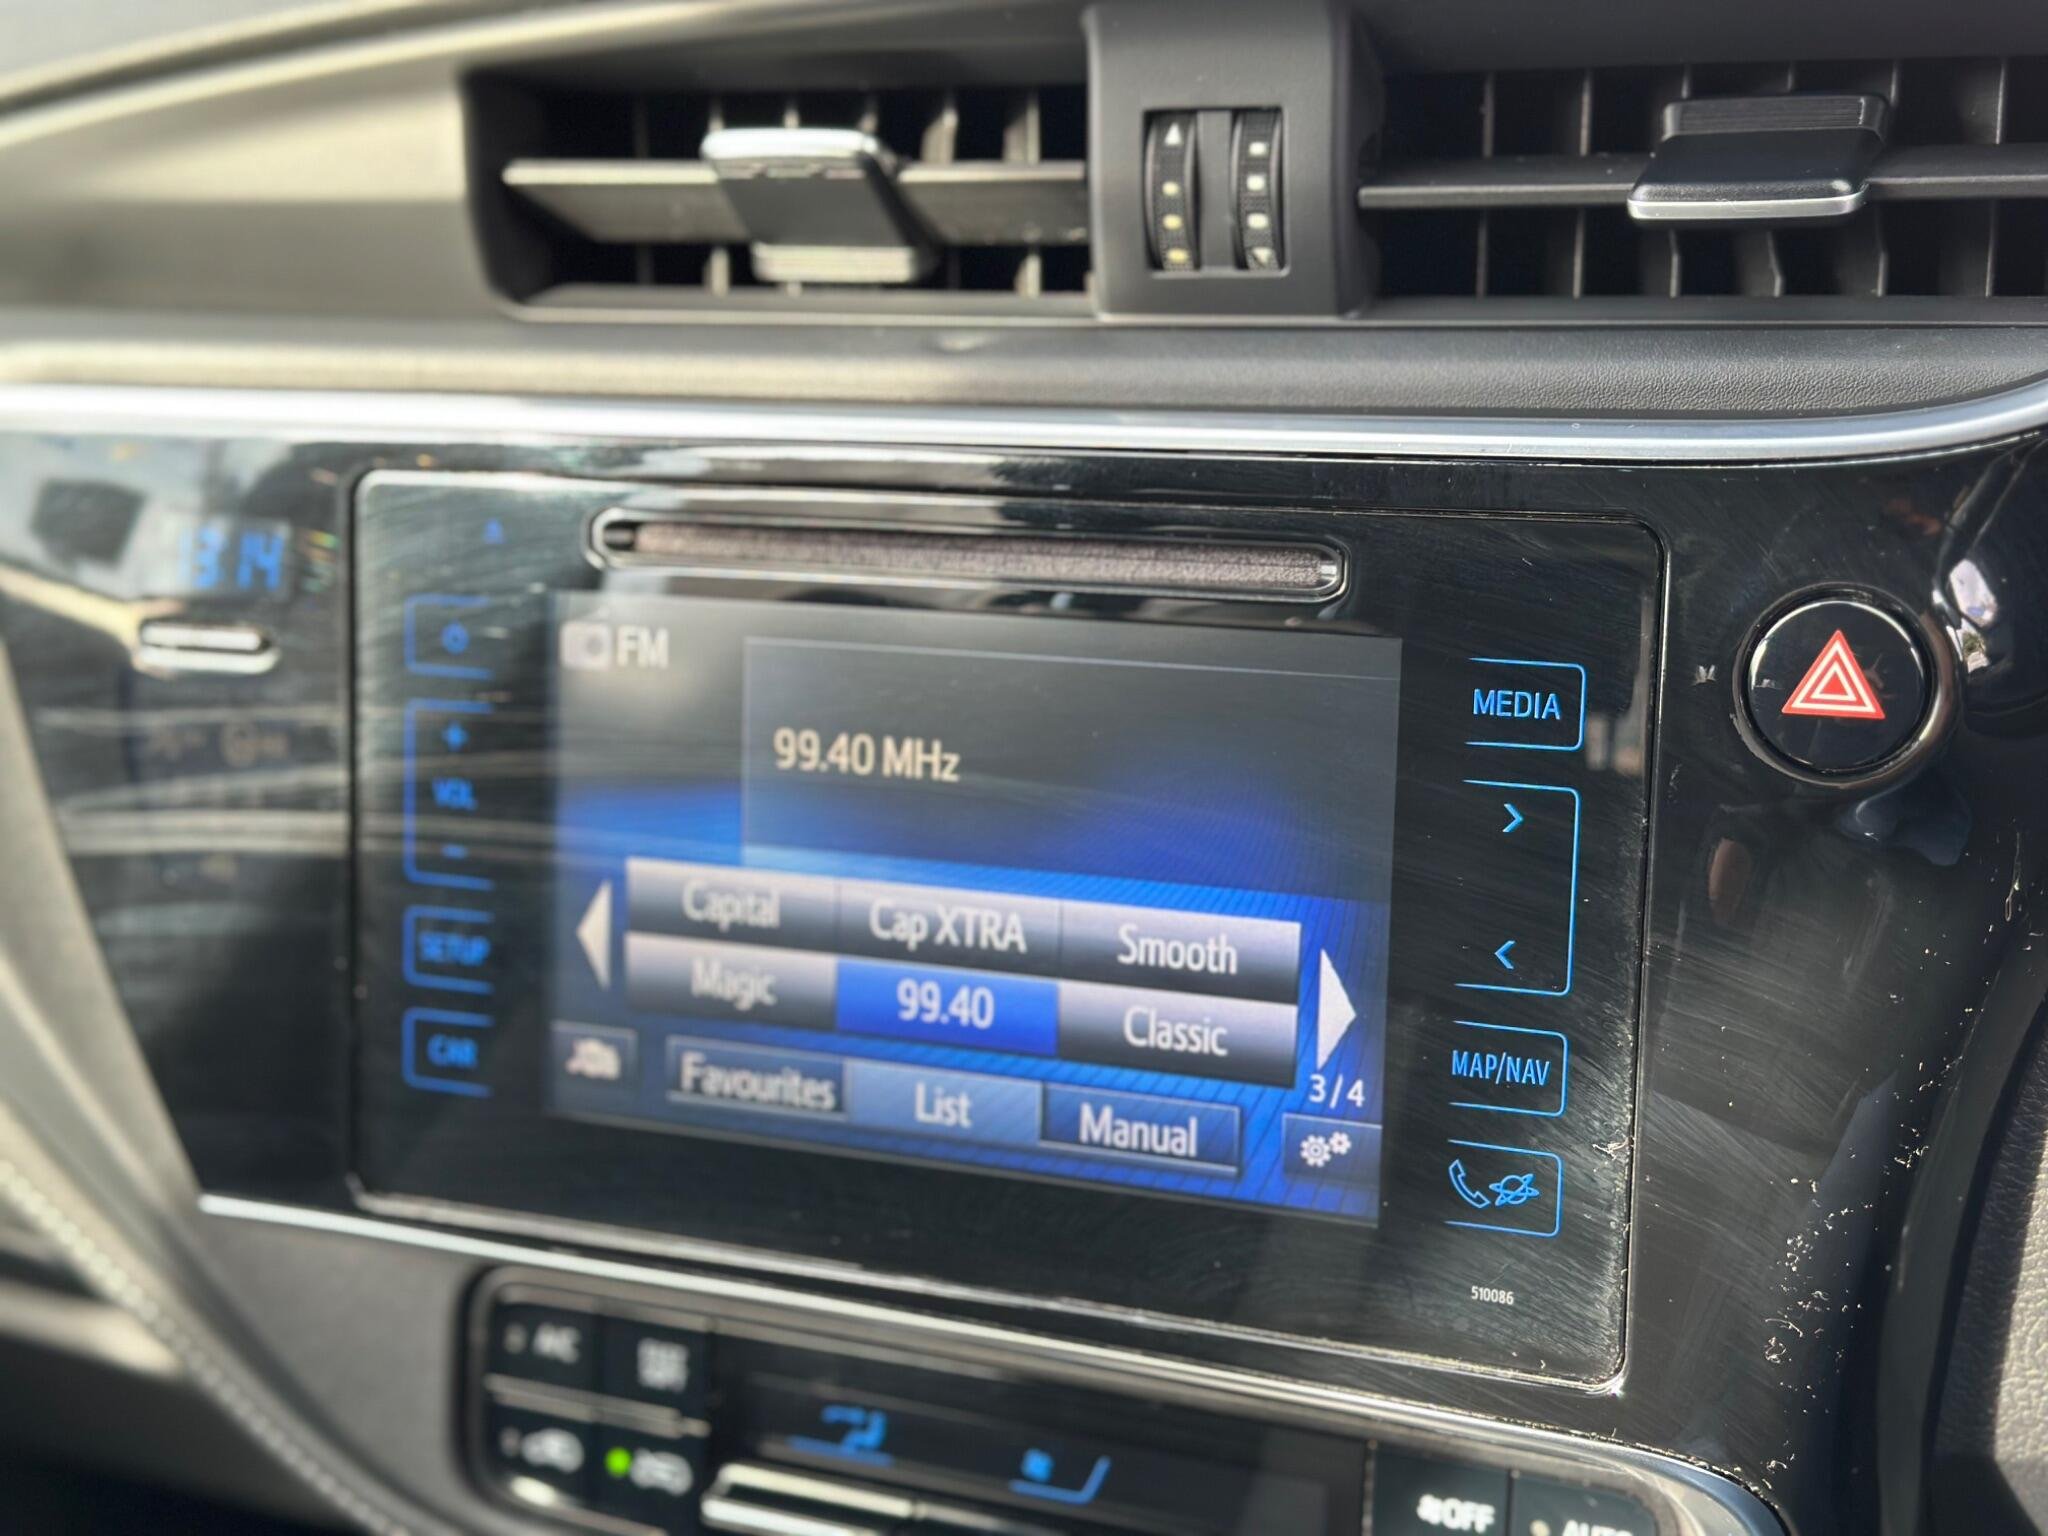 13:14
FM
99.40 MHz
Capital
Cap XTRA
Smooth
Magic
99.40
Classic
Favourites
List
Manual
3/4
VOL
SETUP
CAR
MEDIA
MAP/NAV
510086
A/C
OFF
AUTO